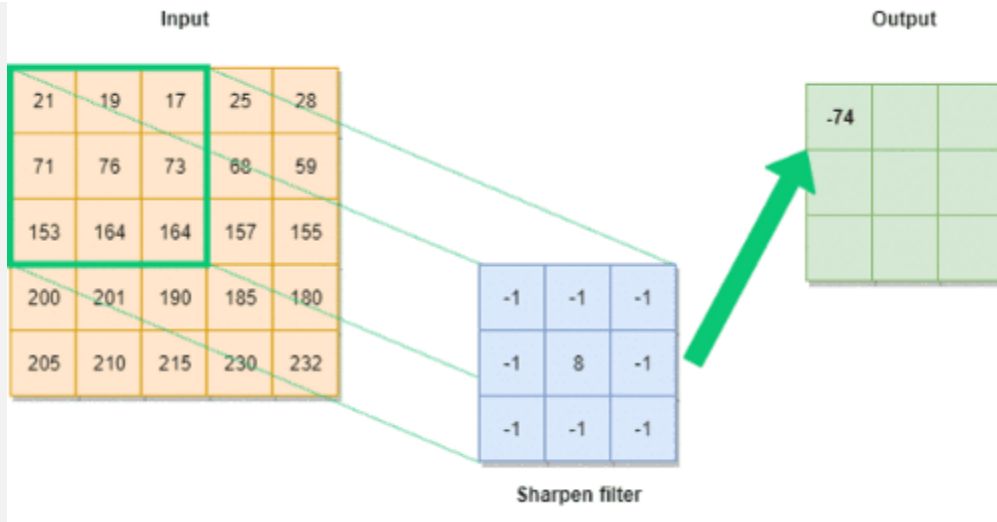 Input
Output
21 19 17 25 28
71 76 73 68 59
153 164 164 157 155
200 201 190 185 180
205 210 215 230 232
-74
-1 -1 -1
-1 8 -1
-1 -1 -1
Sharpen filter